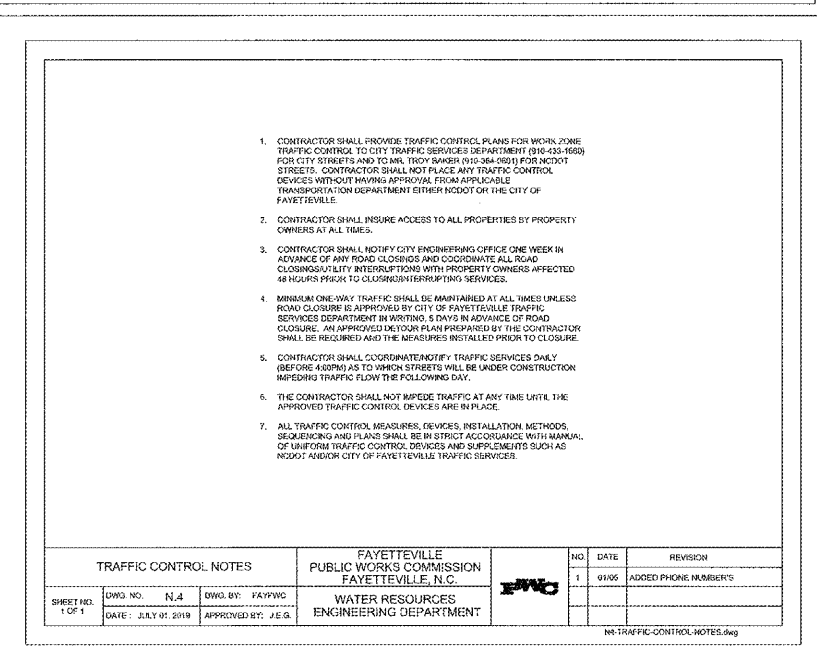 1. CONTRACTOR SHALL PROVIDE TRAFFIC CONTROL PLANS FOR WORK ZONE
TRAFFIC CONTROL TO CITY TRAFFIC SERVICES DEPARTMENT (910-433-1660)
FOR CITY STREETS AND TO MR. TROY BAKER (910-364-0601) FOR NCDOT
STREETS. CONTRACTOR SHALL NOT PLACE ANY TRAFFIC CONTROL
DEVICES WITHOUT HAVING APPROVAL FROM APPLICABLE
TRANSPORTATION DEPARTMENT EITHER NCDOT OR THE CITY OF
FAYETTEVILLE.
2. CONTRACTOR SHALL INSURE ACCESS TO ALL PROPERTIES BY PROPERTY
OWNERS AT ALL TIMES.
3. CONTRACTOR SHALL NOTIFY CITY ENGINEERING OFFICE ONE WEEK IN
ADVANCE OF ANY ROAD CLOSINGS AND COORDINATE ALL ROAD
CLOSINGS/UTILITY INTERRUPTIONS WITH PROPERTY OWNERS AFFECTED
48 HOURS PRIOR TO CLOSING/INTERRUPTING SERVICES.
4. MINIMUM ONE-WAY TRAFFIC SHALL BE MAINTAINED AT ALL TIMES UNLESS
ROAD CLOSURE IS APPROVED BY CITY OF FAYETTEVILLE TRAFFIC
SERVICES DEPARTMENT IN WRITING, 5 DAYS IN ADVANCE OF ROAD
CLOSURE. AN APPROVED DETOUR PLAN PREPARED BY THE CONTRACTOR
SHALL BE REQUIRED AND THE MEASURES INSTALLED PRIOR TO CLOSURE.
5. CONTRACTOR SHALL COORDINATE/NOTIFY TRAFFIC SERVICES DAILY
(BEFORE 4:00PM) AS TO WHICH STREETS WILL BE UNDER CONSTRUCTION
IMPEDING TRAFFIC FLOW THE FOLLOWING DAY.
6. THE CONTRACTOR SHALL NOT IMPEDE TRAFFIC AT ANY TIME UNTIL THE
APPROVED TRAFFIC CONTROL DEVICES ARE IN PLACE.
7. ALL TRAFFIC CONTROL MEASURES, DEVICES, INSTALLATION, METHODS,
SEQUENCING AND PLANS SHALL BE IN STRICT ACCORDANCE WITH MANUAL
OF UNIFORM TRAFFIC CONTROL DEVICES AND SUPPLEMENTS SUCH AS
NCDOT AND/OR CITY OF FAYETTEVILLE TRAFFIC SERVICES.
TRAFFIC CONTROL NOTES
SHEET NO.
1 OF 1
DWG. NO. N.4
DWG. BY: FAYPWC
DATE : JULY 01, 2019
APPROVED BY: J.E.G.
FAYETTEVILLE
PUBLIC WORKS COMMISSION
FAYETTEVILLE, N.C.
WATER RESOURCES
ENGINEERING DEPARTMENT
PWC
NO. DATE REVISION
1 01/05 ADDED PHONE NUMBER'S
N4-TRAFFIC-CONTROL-NOTES.dwg